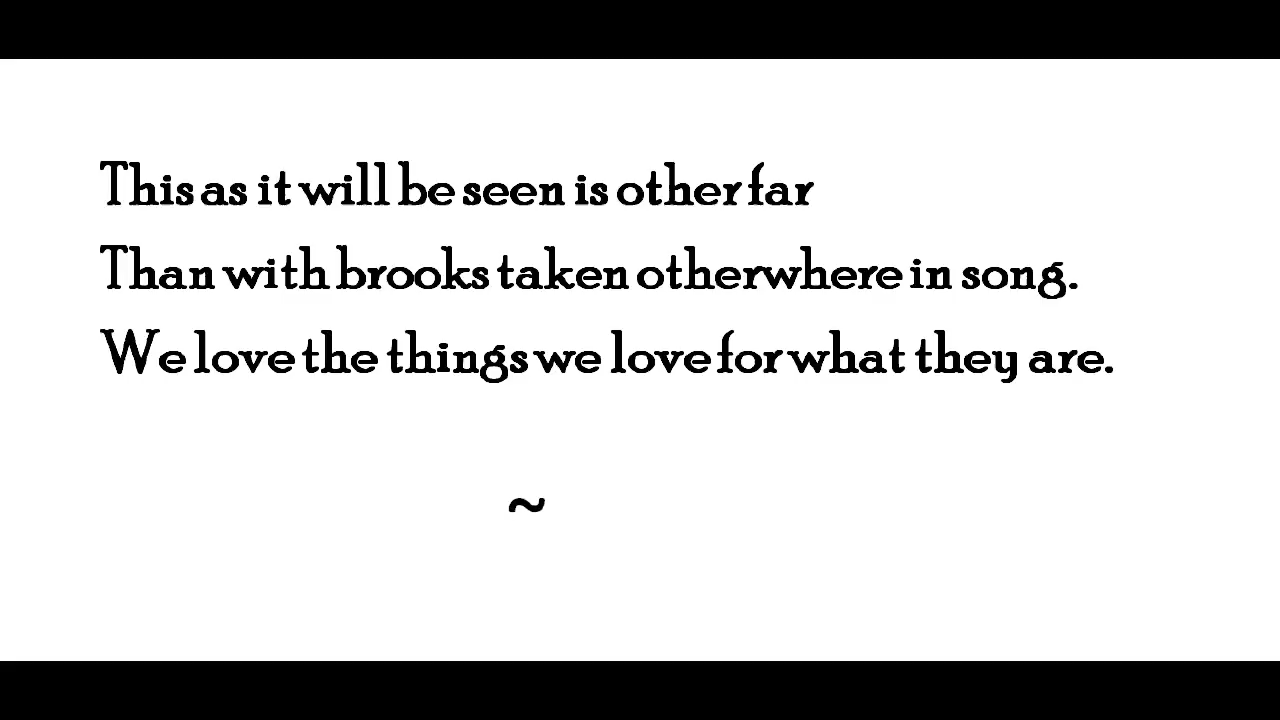 This as it will be seen is other far
Than with brooks taken otherwhere in song.
We love the things we love for what they are.
~